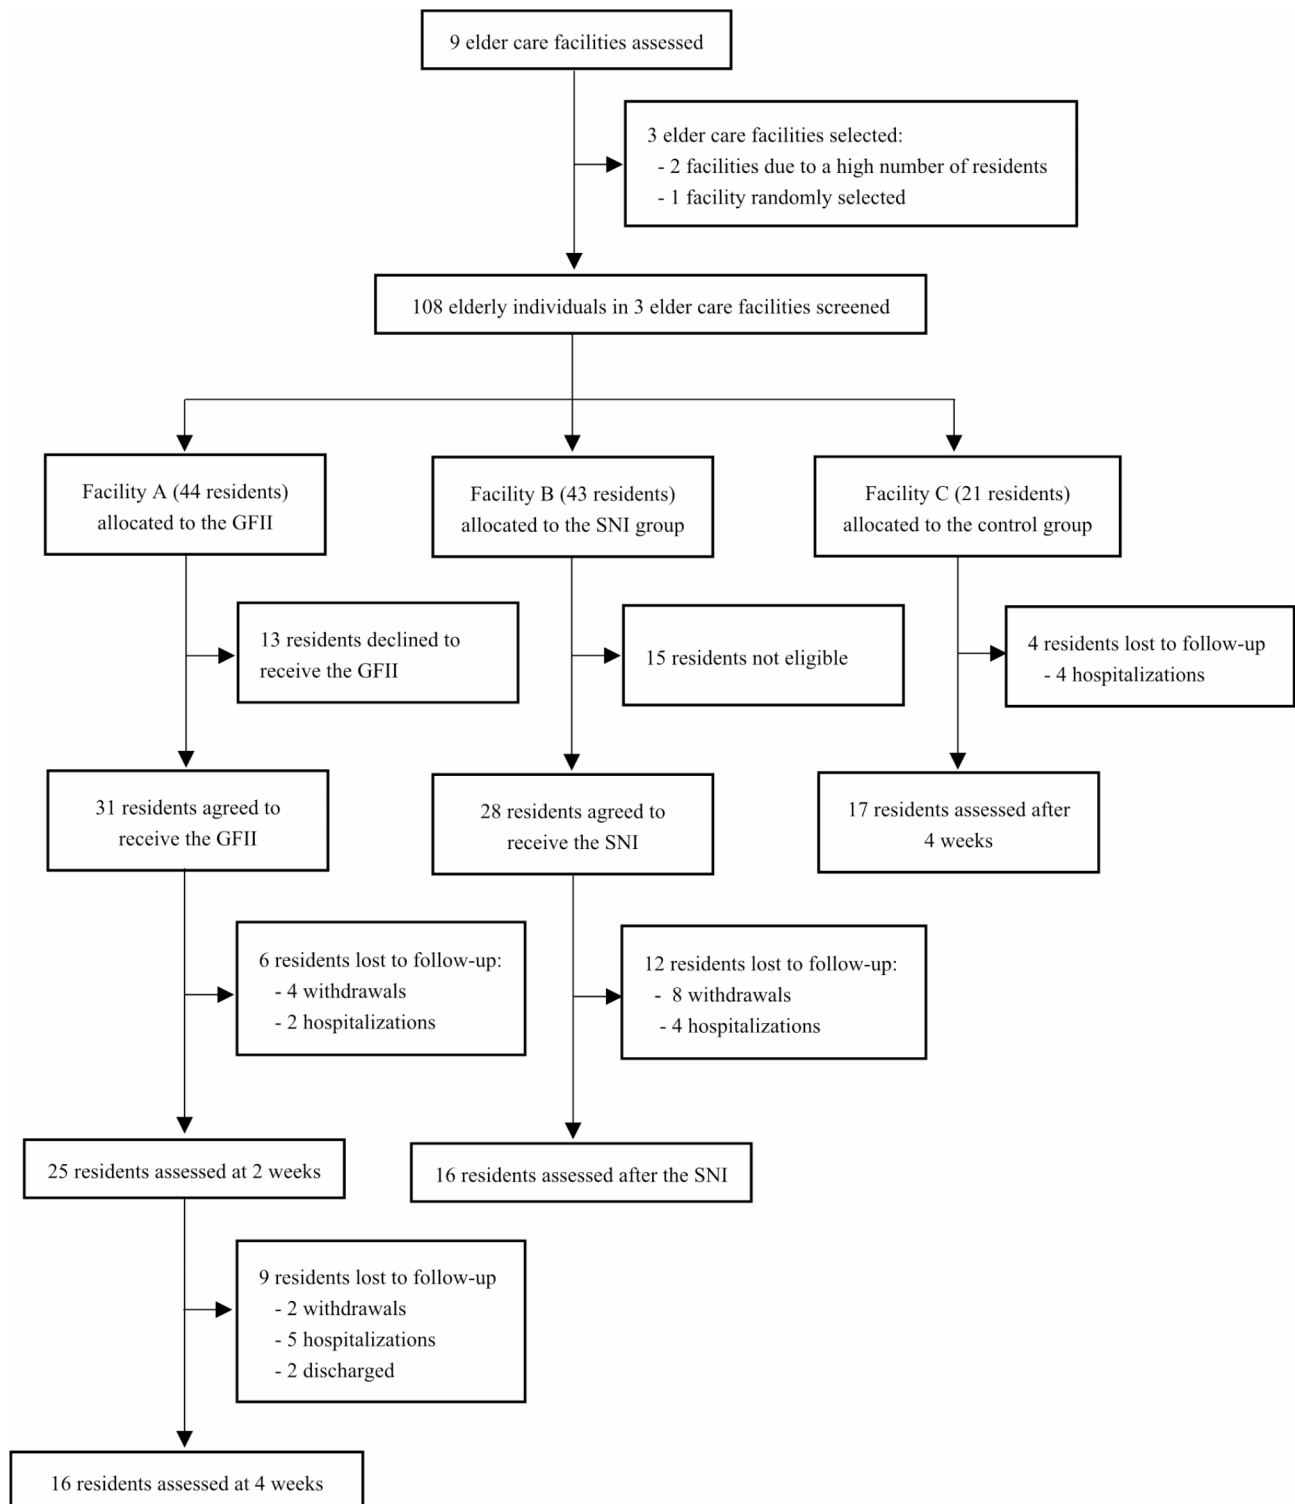 9 elder care facilities assessed
3 elder care facilities selected:
- 2 facilities due to a high number of residents
- 1 facility randomly selected
108 elderly individuals in 3 elder care facilities screened
Facility A (44 residents)
allocated to the GFII
Facility B (43 residents)
allocated to the SNI group
Facility C (21 residents)
allocated to the control group
13 residents declined to
receive the GFII
15 residents not eligible
4 residents lost to follow-up
- 4 hospitalizations
31 residents agreed to
receive the GFII
28 residents agreed to
receive the SNI
17 residents assessed after
4 weeks
6 residents lost to follow-up:
- 4 withdrawals
- 2 hospitalizations
12 residents lost to follow-up:
- 8 withdrawals
- 4 hospitalizations
25 residents assessed at 2 weeks
16 residents assessed after the SNI
9 residents lost to follow-up
- 2 withdrawals
- 5 hospitalizations
- 2 discharged
16 residents assessed at 4 weeks